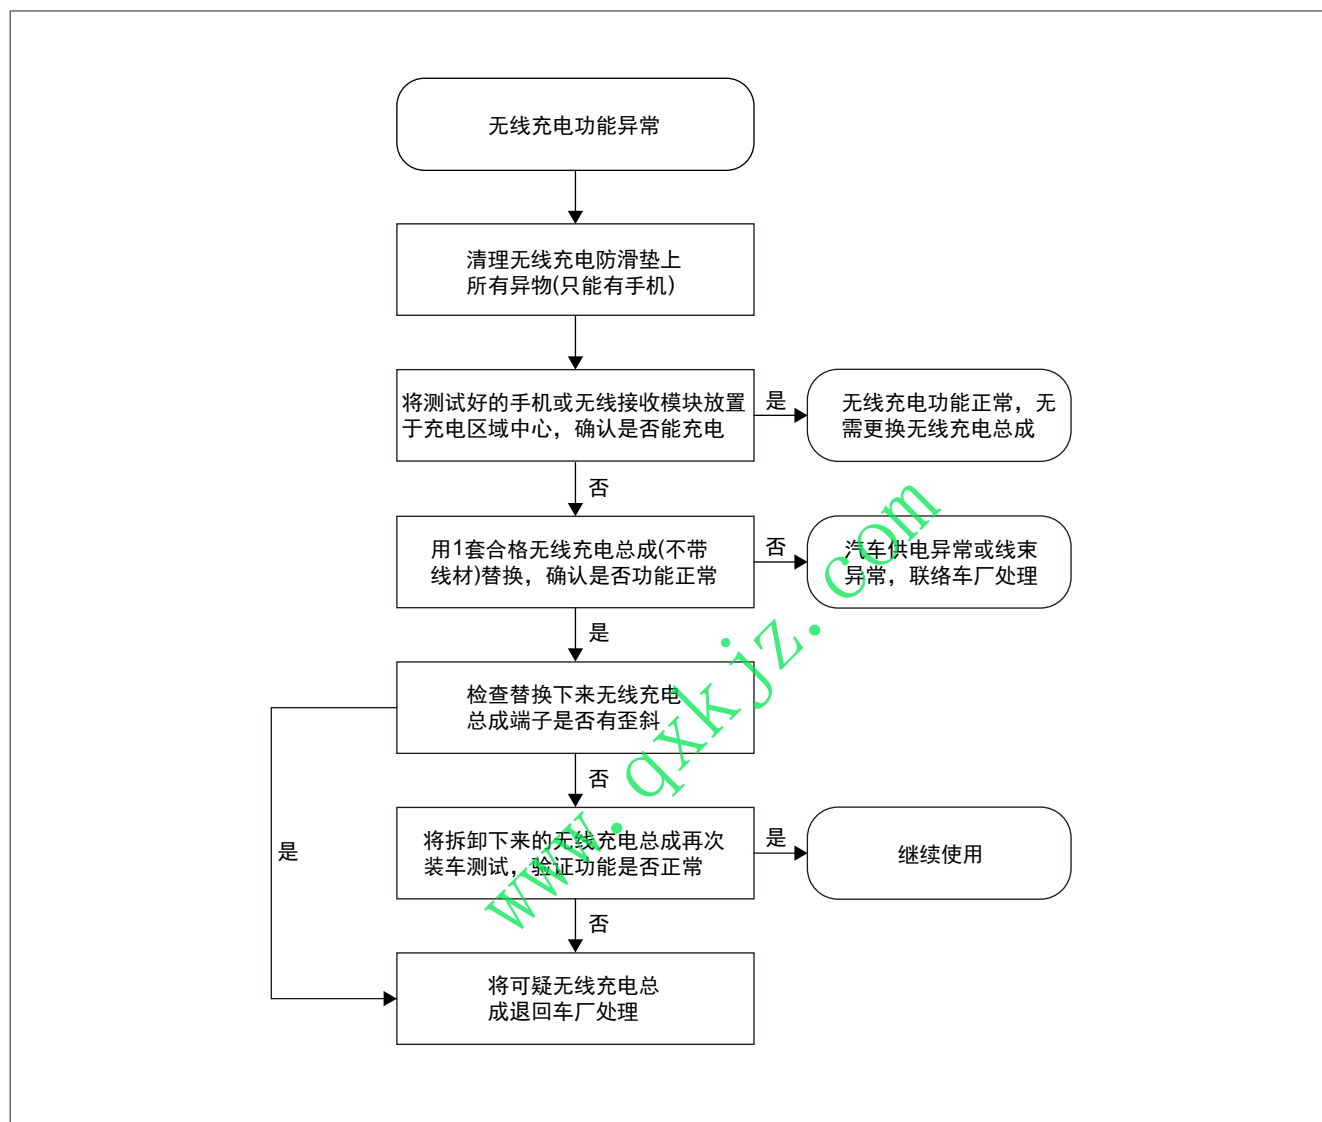 无线充电功能异常
清理无线充电防滑垫上
所有异物(只能有手机)
将测试好的手机或无线接收模块放置
于充电区域中心，确认是否能充电
是
无线充电功能正常，无
需更换无线充电总成
否
用1套合格无线充电总成(不带
线材)替换，确认是否功能正常
否
汽车供电异常或线束
异常，联络车厂处理
是
检查替换下来无线充电
总成端子是否有歪斜
否
将拆卸下来的无线充电总成再次
装车测试，验证功能是否正常
是
继续使用
是
否
将可疑无线充电总
成退回车厂处理
www.qxkjz.com